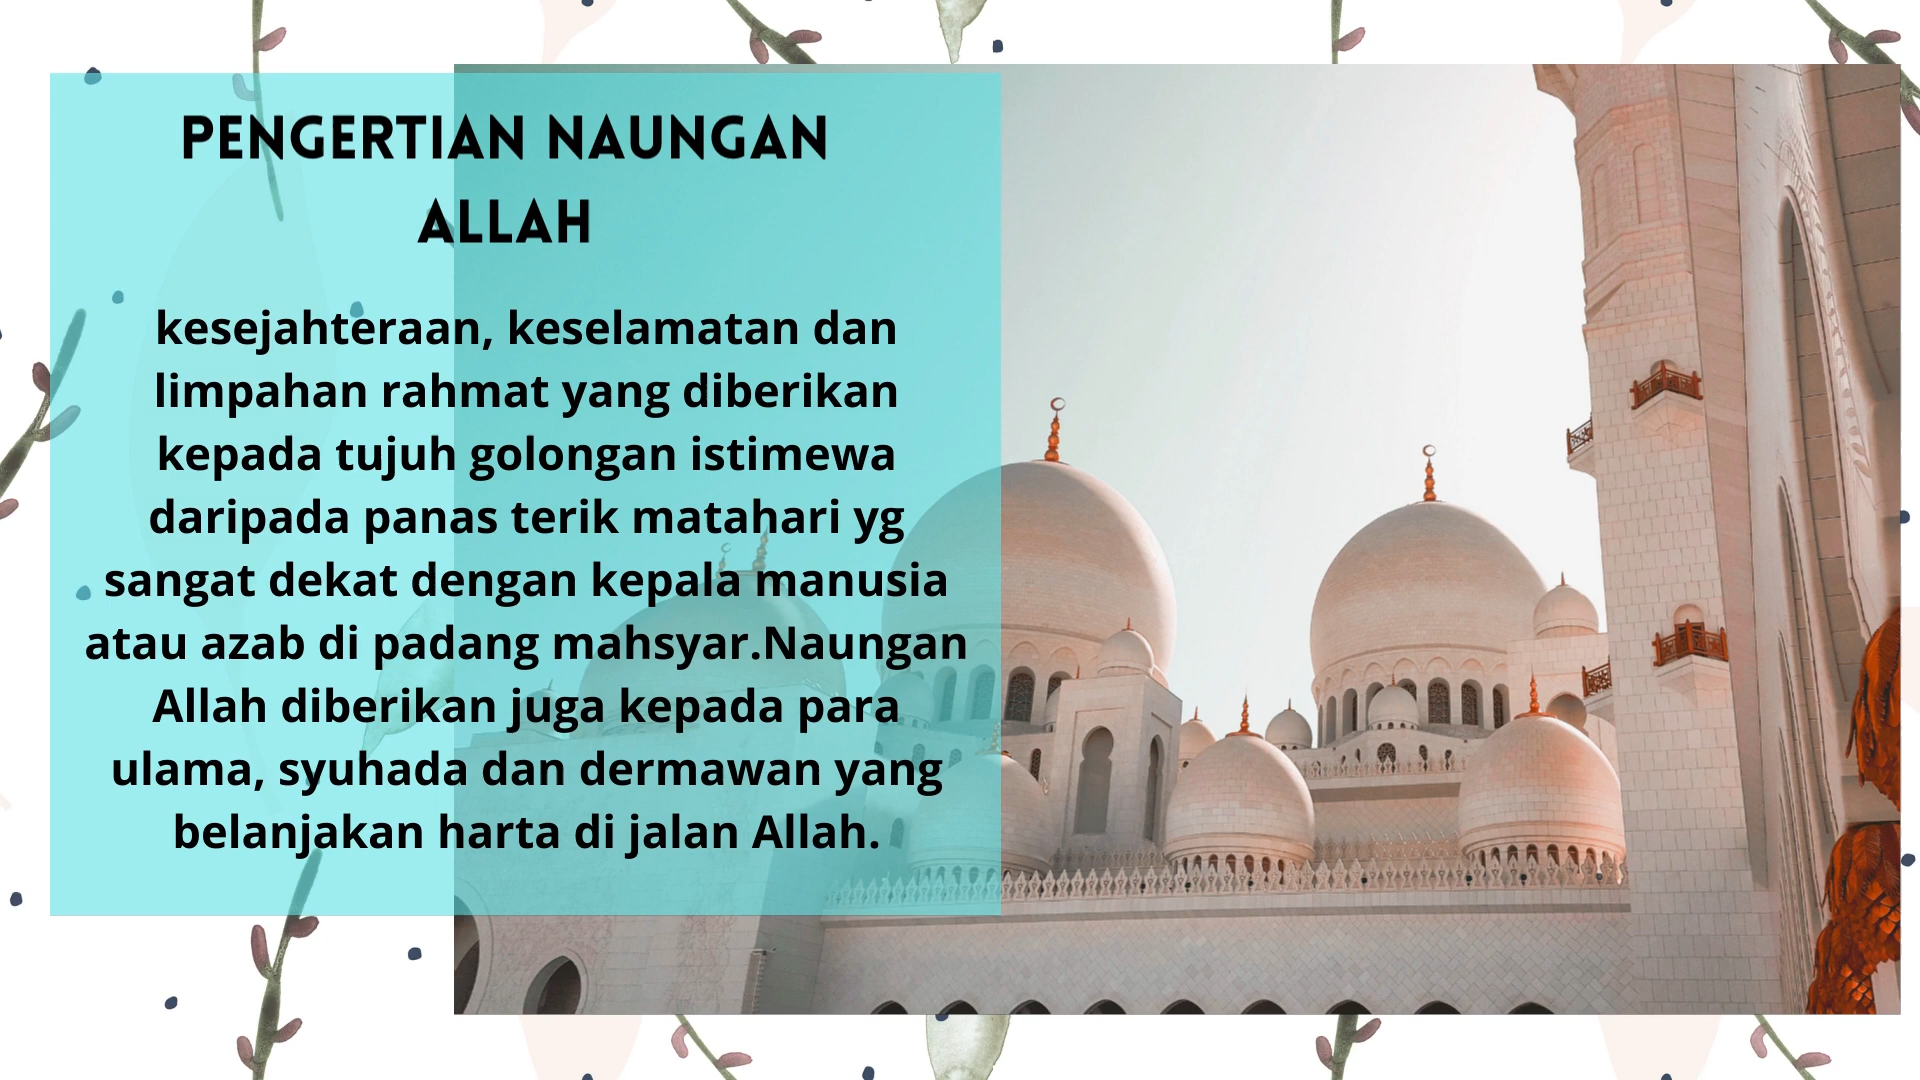 PENGERTIAN NAUNGAN
ALLAH
kesejahteraan, keselamatan dan
limpahan rahmat yang diberikan
kepada tujuh golongan istimewa
daripada panas terik matahari yg
sangat dekat dengan kepala manusia
atau azab di padang mahsyar.Naungan
Allah diberikan juga kepada para
ulama, syuhada dan dermawan yang
belanjakan harta di jalan Allah.